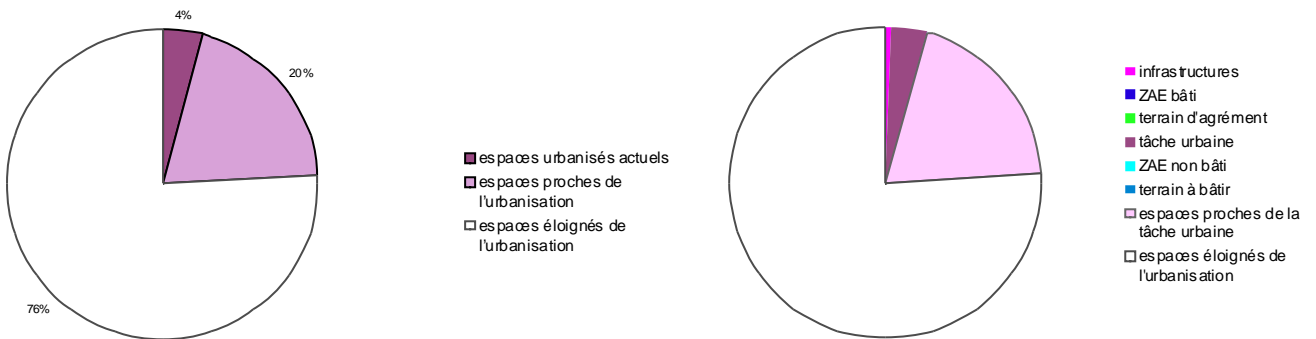 4%
20%
76%
espaces urbanisés actuels
espaces proches de
l'urbanisation
espaces éloignés de
l'urbanisation
infrastructures
ZAE bâti
terrain d'agrément
tâche urbaine
ZAE non bâti
terrain à bâtir
espaces proches de la
tâche urbaine
espaces éloignés de
l'urbanisation